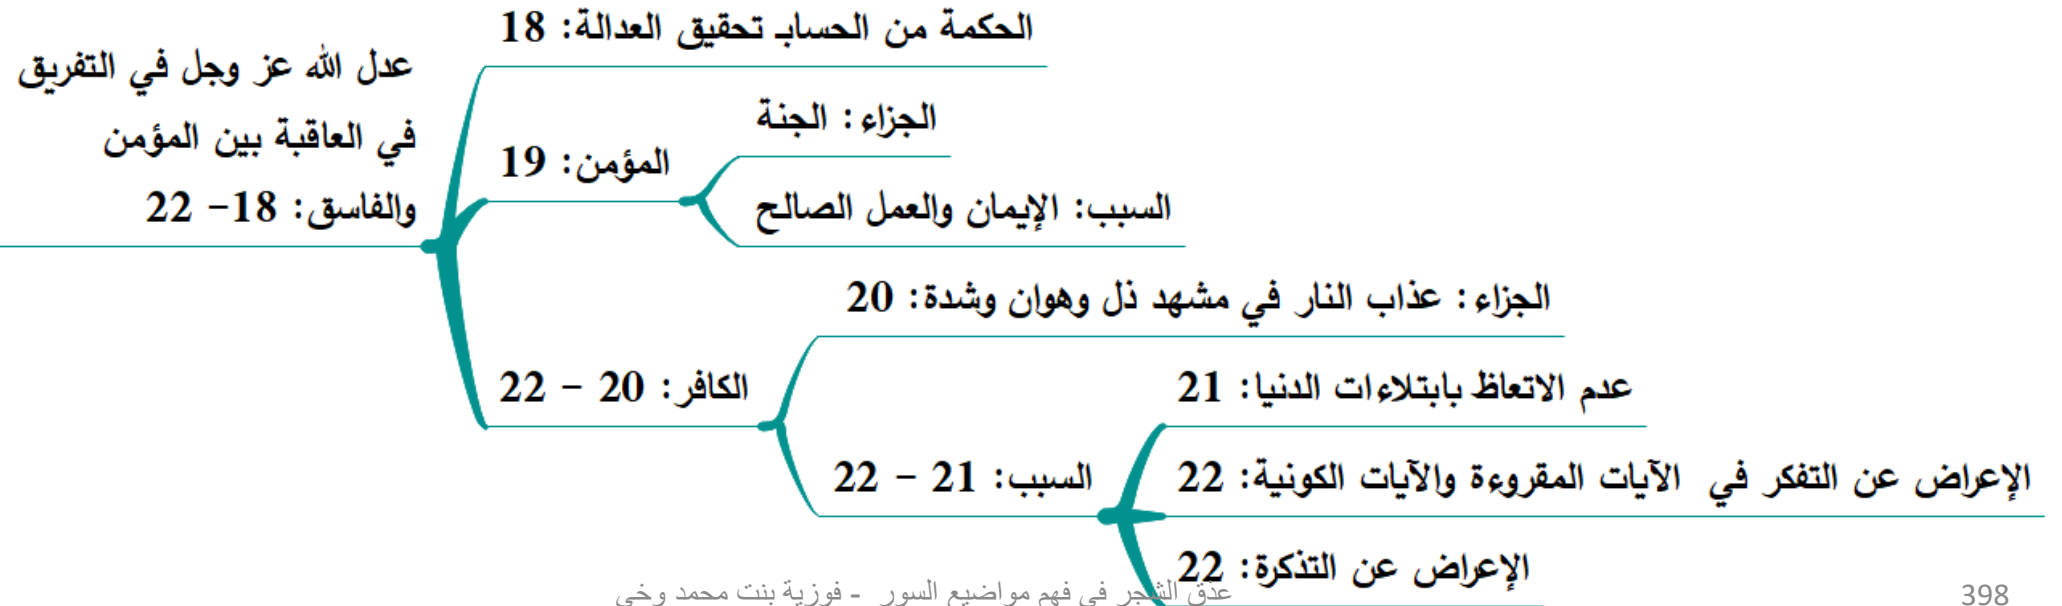 عدل الله عز وجل في التفريق
في العاقبة بين المؤمن
والفاسق: 18– 22
الحكمة من الحساب تحقيق العدالة: 18
المؤمن: 19
الجزاء: الجنة
السبب: الإيمان والعمل الصالح
الكافر: 20 – 22
الجزاء: عذاب النار في مشهد ذل وهوان وشدة: 20
السبب: 21 – 22
عدم الاتعاظ بابتلاءات الدنيا: 21
الإعراض عن التفكر في الآيات المقروءة والآيات الكونية: 22
الإعراض عن التذكرة: 22
عذق الشجر في فهم مواضيع السور - فوزية بنت محمد وخي
398